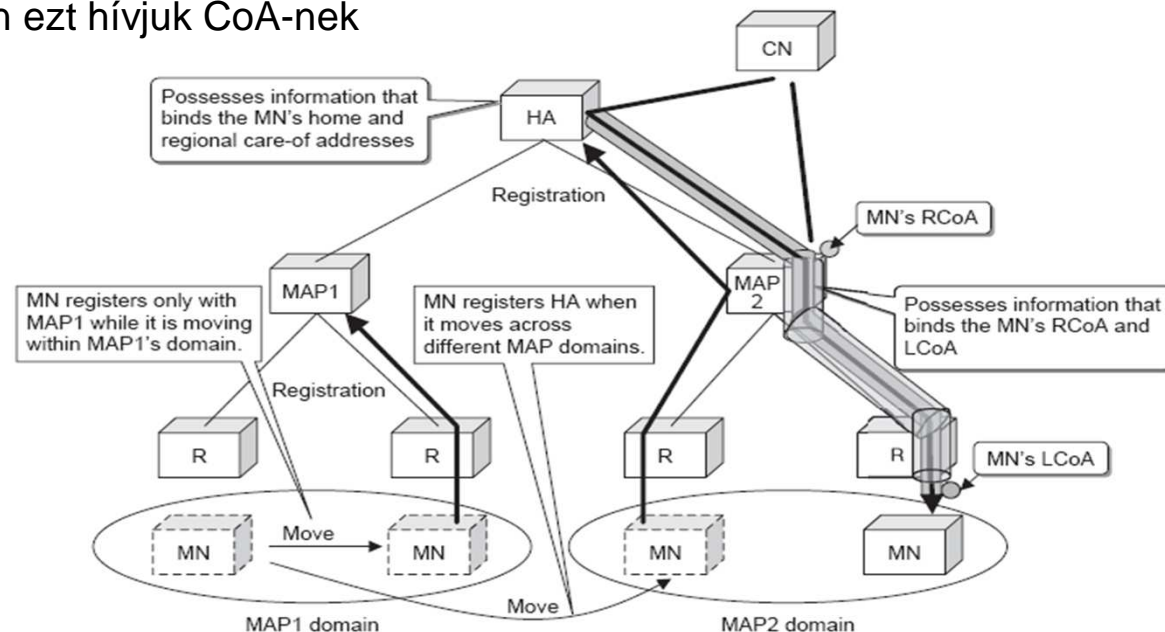 n ezt hívjuk CoA-nek
CN
Possesses information that
binds the MN's home and
regional care-of addresses
HA
Registration
MN's RCoA
MAP1
MAP
2
MN registers only with
MAP1 while it is moving
within MAP1's domain.
MN registers HA when
it moves across
different MAP domains.
Possesses information that
binds the MN's RCoA and
LCoA
Registration
R
R
R
R
MN's LCoA
MN
Move
MN
MN
MN
Move
MAP1 domain
MAP2 domain